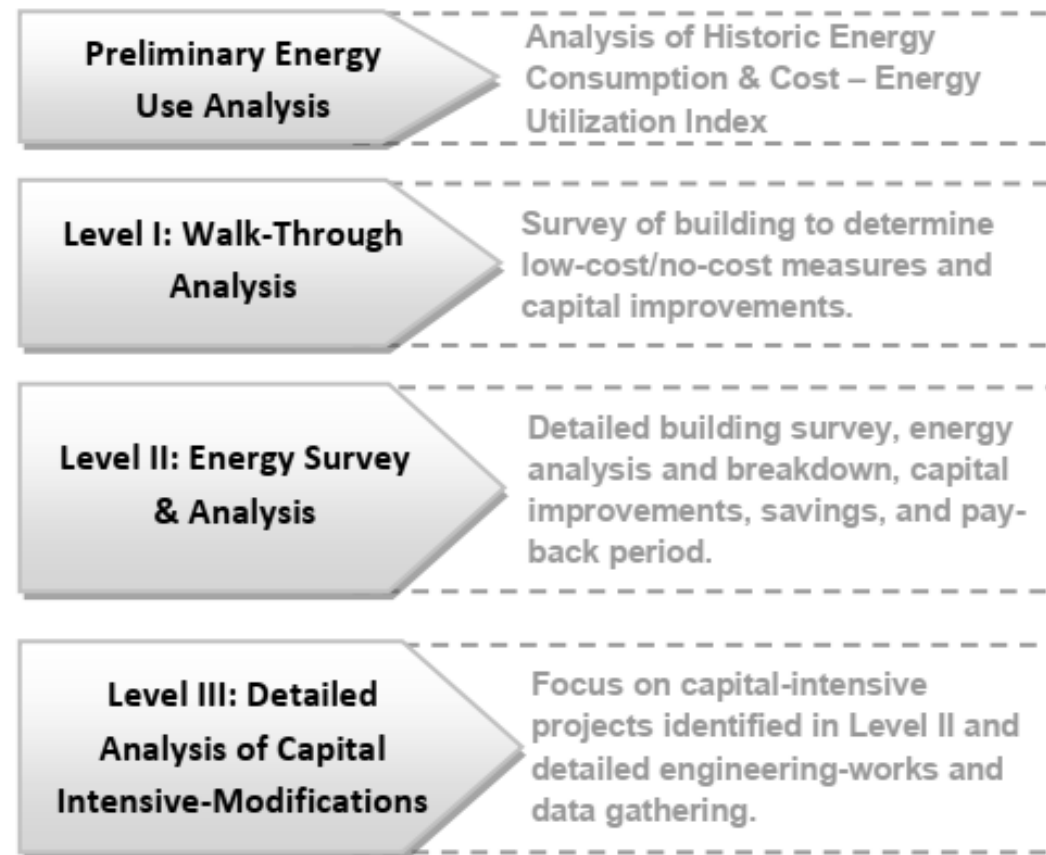 Preliminary Energy
Use Analysis
Analysis of Historic Energy
Consumption & Cost – Energy
Utilization Index
Level I: Walk-Through
Analysis
Survey of building to determine
low-cost/no-cost measures and
capital improvements.
Level II: Energy Survey
& Analysis
Detailed building survey, energy
analysis and breakdown, capital
improvements, savings, and pay-
back period.
Level III: Detailed
Analysis of Capital
Intensive-Modifications
Focus on capital-intensive
projects identified in Level II and
detailed engineering-works and
data gathering.